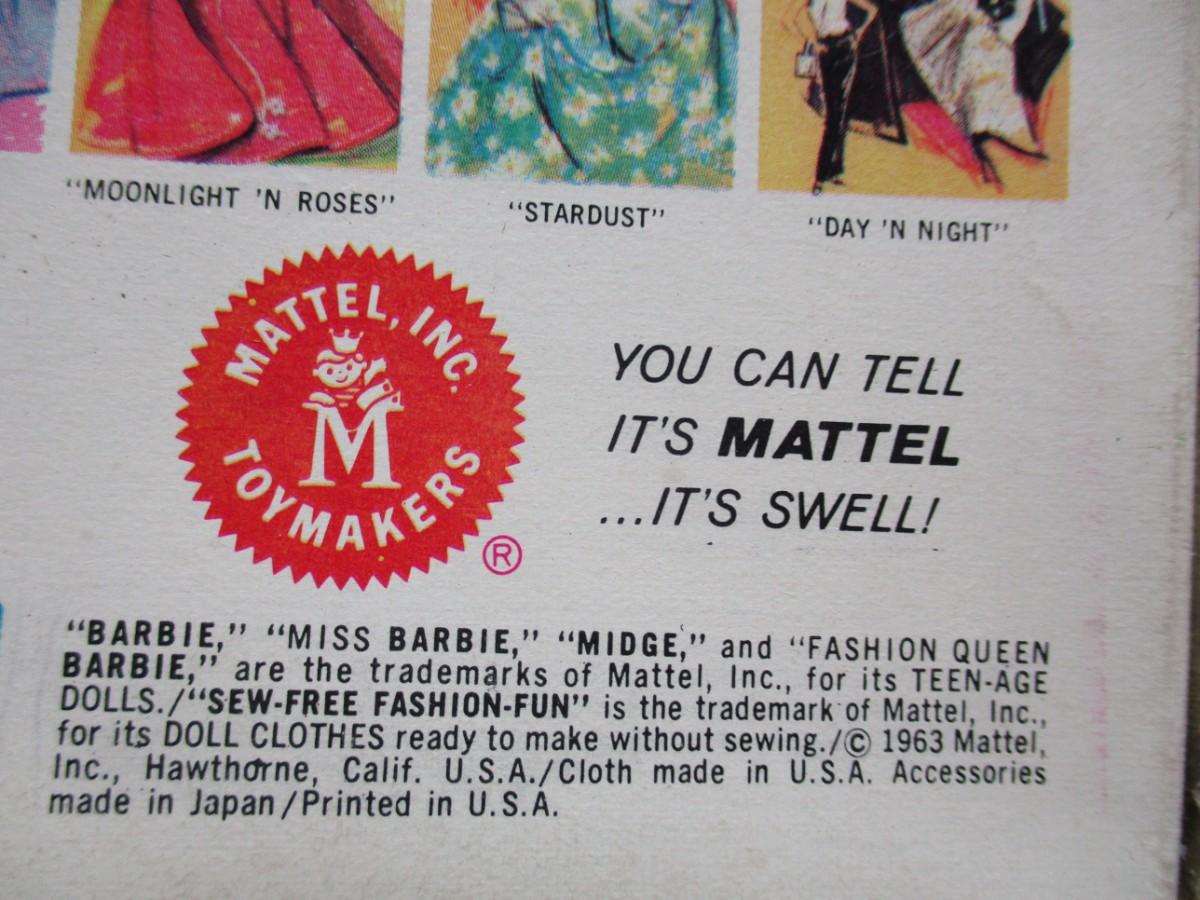 “MOONLIGHT 'N ROSES”
“STARDUST”
“DAY 'N NIGHT”
MATTEL, INC.
M
TOYMAKERS
®
YOU CAN TELL
IT'S MATTEL
...IT'S SWELL!
“BARBIE,” “MISS BARBIE,” “MIDGE,” and “FASHION QUEEN
BARBIE,” are the trademarks of Mattel, Inc., for its TEEN-AGE
DOLLS./“SEW-FREE FASHION-FUN” is the trademark of Mattel, Inc.,
for its DOLL CLOTHES ready to make without sewing./© 1963 Mattel,
Inc., Hawthorne, Calif. U.S.A./Cloth made in U.S.A. Accessories
made in Japan/Printed in U.S.A.